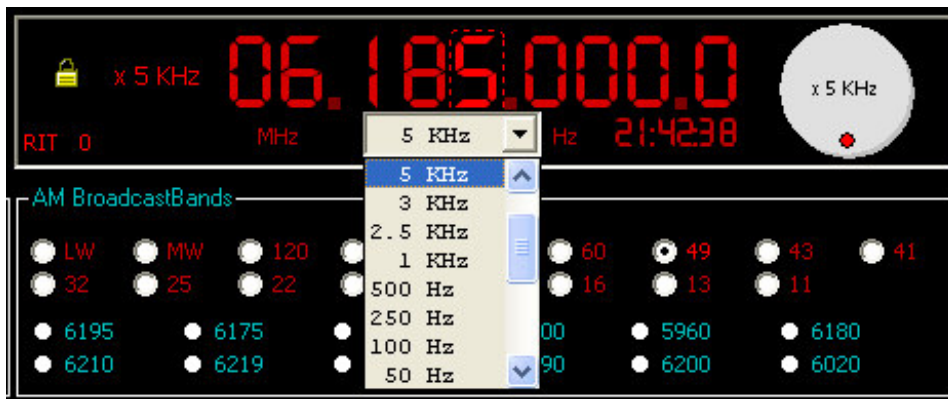 x 5 KHz 06.185.000.0 x 5 KHz
RIT 0 MHz 5 KHz Hz 21:42:38
5 KHz
3 KHz
2.5 KHz
1 KHz
500 Hz
250 Hz
100 Hz
50 Hz
AM BroadcastBands
LW MW 120 60 49 43 41
32 25 22 16 13 11
6195 6175 00 5960 6180
6210 6219 90 6200 6020